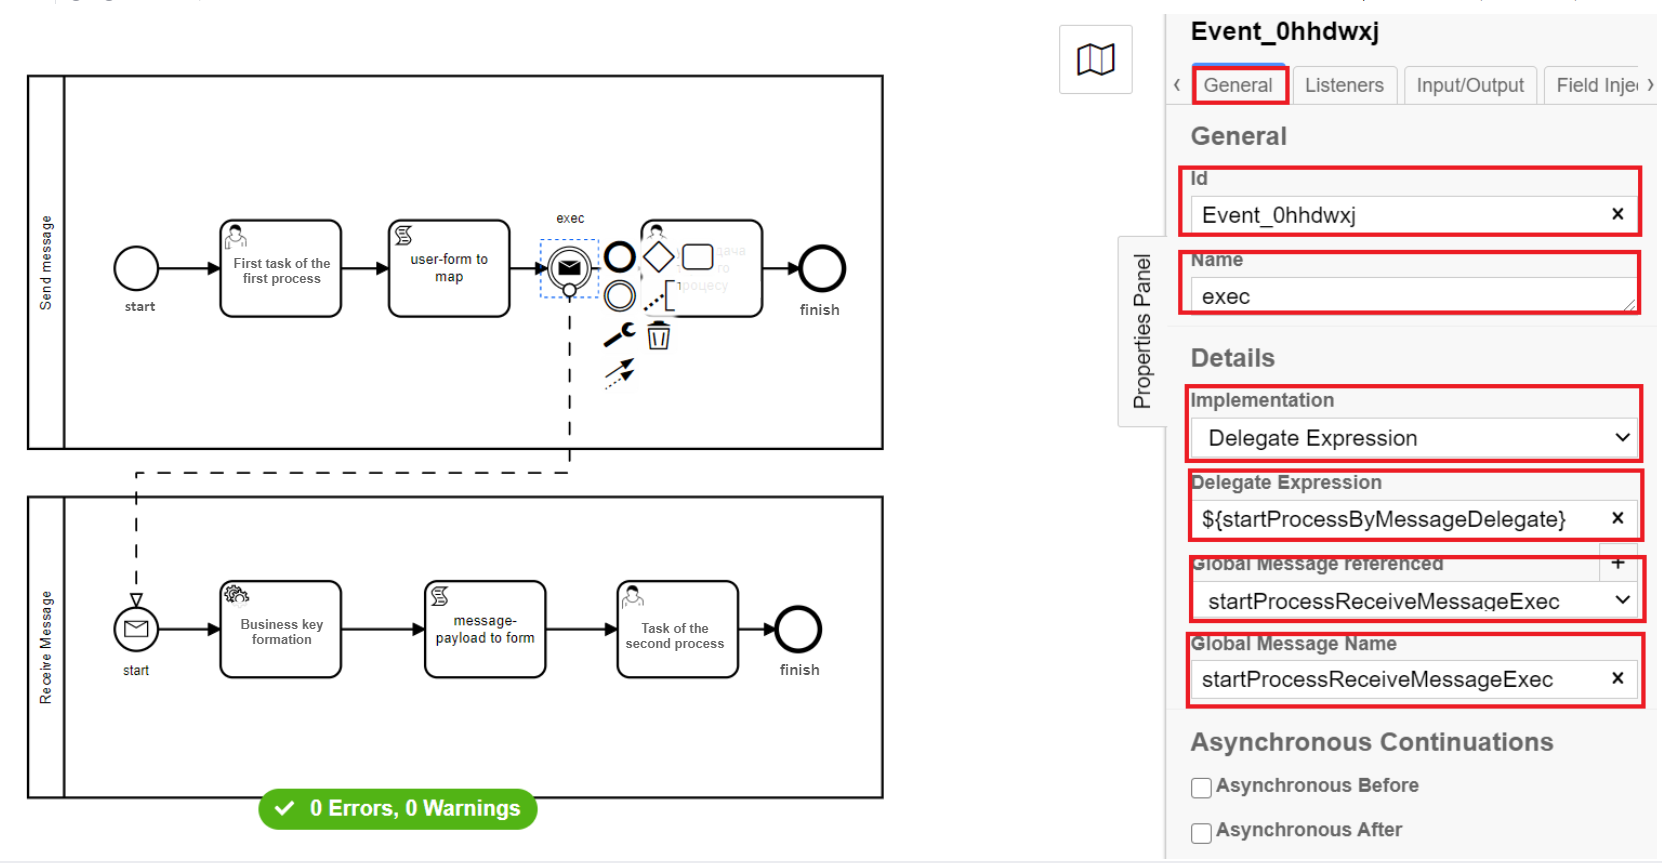 Event_0hhdwxj
General
Listeners
Input/Output
Field Inje
General
Id
Event_0hhdwxj
Name
exec
Details
Implementation
Delegate Expression
Delegate Expression
${startProcessByMessageDelegate}
Global Message referenced
startProcessReceiveMessageExec
Global Message Name
startProcessReceiveMessageExec
Asynchronous Continuations
Asynchronous Before
Asynchronous After
Properties Panel
Send message
start
First task of the
first process
user-form to
map
exec
finish
Receive Message
start
Business key
formation
message-
payload to form
Task of the
second process
finish
0 Errors, 0 Warnings